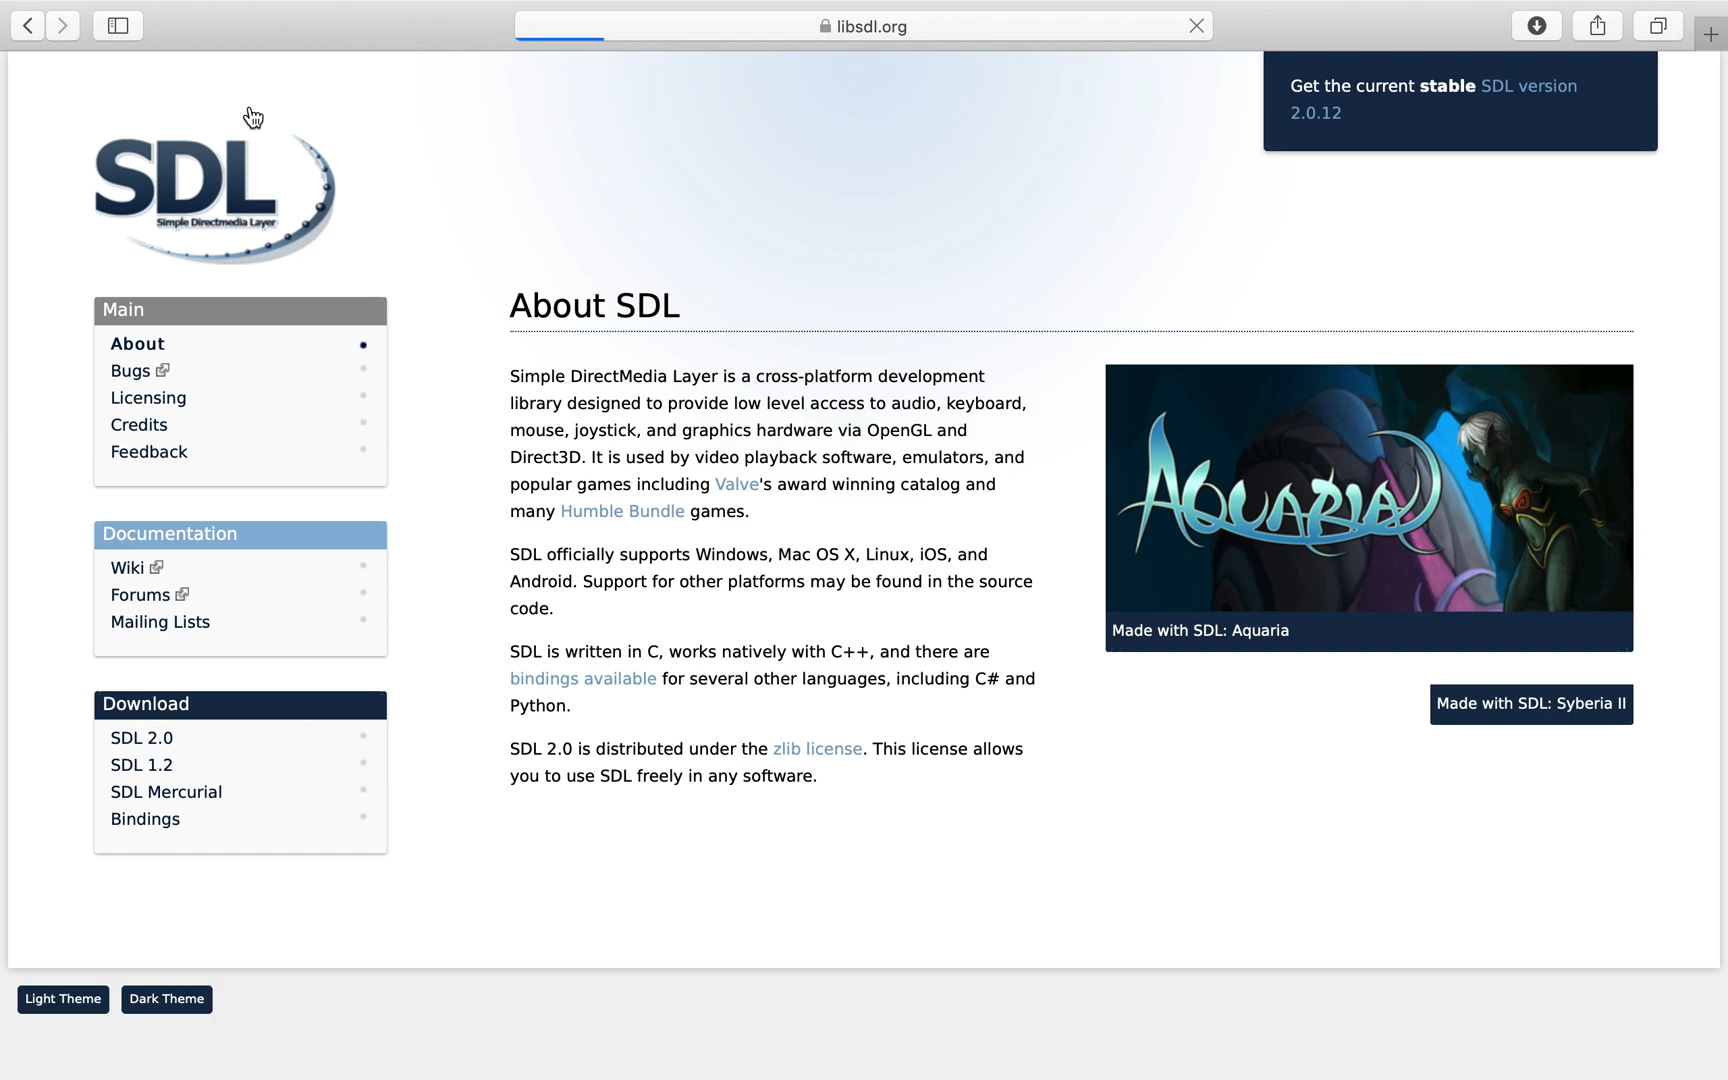 libsdl.org
Get the current stable SDL version
2.0.12
SDL
Simple Directmedia Layer
Main
About
Bugs
Licensing
Credits
Feedback
Documentation
Wiki
Forums
Mailing Lists
Download
SDL 2.0
SDL 1.2
SDL Mercurial
Bindings
About SDL
Simple DirectMedia Layer is a cross-platform development
library designed to provide low level access to audio, keyboard,
mouse, joystick, and graphics hardware via OpenGL and
Direct3D. It is used by video playback software, emulators, and
popular games including Valve's award winning catalog and
many Humble Bundle games.
SDL officially supports Windows, Mac OS X, Linux, iOS, and
Android. Support for other platforms may be found in the source
code.
SDL is written in C, works natively with C++, and there are
bindings available for several other languages, including C# and
Python.
SDL 2.0 is distributed under the zlib license. This license allows
you to use SDL freely in any software.
AQUARIA
Made with SDL: Aquaria
Made with SDL: Syberia II
Light Theme
Dark Theme